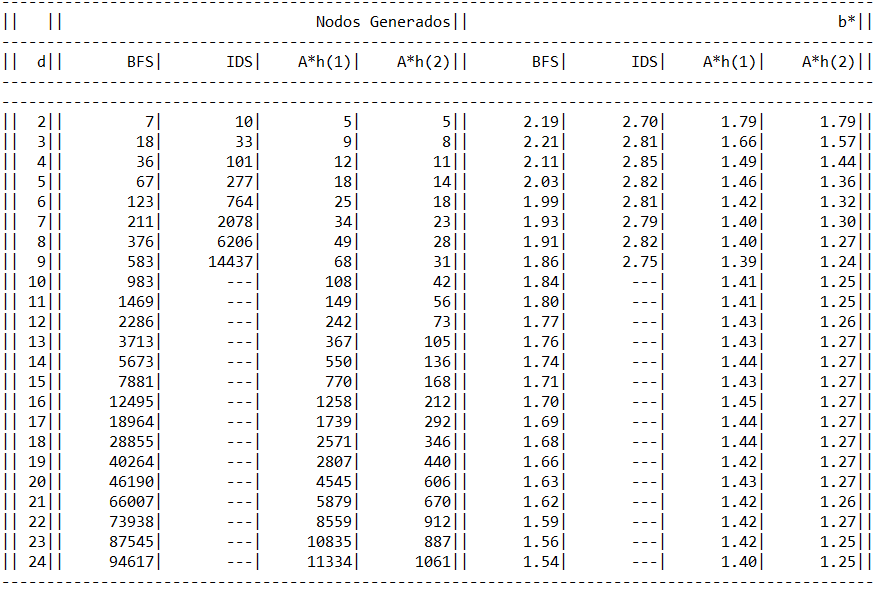 -----------------------------------------------------------------------------------------
||   ||                         Nodos Generados||                                     b*||
-----------------------------------------------------------------------------------------
||  d||      BFS|      IDS|   A*h(1)|   A*h(2)||      BFS|      IDS|   A*h(1)|   A*h(2)||
-----------------------------------------------------------------------------------------
-----------------------------------------------------------------------------------------
||  2||        7|       10|        5|        5||     2.19|     2.70|     1.79|     1.79||
||  3||       18|       33|        9|        8||     2.21|     2.81|     1.66|     1.57||
||  4||       36|      101|       12|       11||     2.11|     2.85|     1.49|     1.44||
||  5||       67|      277|       18|       14||     2.03|     2.82|     1.46|     1.36||
||  6||      123|      764|       25|       18||     1.99|     2.81|     1.42|     1.32||
||  7||      211|     2078|       34|       23||     1.93|     2.79|     1.40|     1.30||
||  8||      376|     6206|       49|       28||     1.91|     2.82|     1.40|     1.27||
||  9||      583|    14437|       68|       31||     1.86|     2.75|     1.39|     1.24||
|| 10||      983|      ---|      108|       42||     1.84|      ---|     1.41|     1.25||
|| 11||     1469|      ---|      149|       56||     1.80|      ---|     1.41|     1.25||
|| 12||     2286|      ---|      242|       73||     1.77|      ---|     1.43|     1.26||
|| 13||     3713|      ---|      367|      105||     1.76|      ---|     1.43|     1.27||
|| 14||     5673|      ---|      550|      136||     1.74|      ---|     1.44|     1.27||
|| 15||     7881|      ---|      770|      168||     1.71|      ---|     1.43|     1.27||
|| 16||    12495|      ---|     1258|      212||     1.70|      ---|     1.45|     1.27||
|| 17||    18964|      ---|     1739|      292||     1.69|      ---|     1.44|     1.27||
|| 18||    28855|      ---|     2571|      346||     1.68|      ---|     1.44|     1.27||
|| 19||    40264|      ---|     2807|      440||     1.66|      ---|     1.42|     1.27||
|| 20||    46190|      ---|     4545|      606||     1.63|      ---|     1.43|     1.27||
|| 21||    66007|      ---|     5879|      670||     1.62|      ---|     1.42|     1.26||
|| 22||    73938|      ---|     8559|      912||     1.59|      ---|     1.42|     1.27||
|| 23||    87545|      ---|    10835|      887||     1.56|      ---|     1.42|     1.25||
|| 24||    94617|      ---|    11334|     1061||     1.54|      ---|     1.40|     1.25||
-----------------------------------------------------------------------------------------